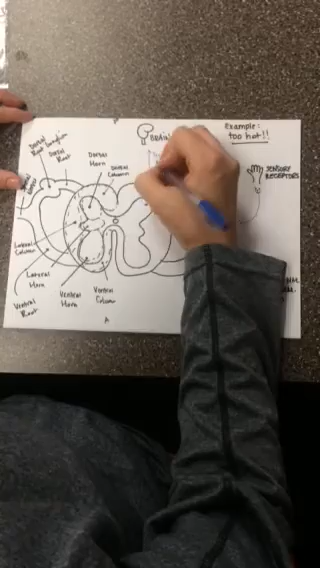 BRAIN
Example:
too hot!!
SENSORY
RECEPTORS
Dorsal
Root Ganglion
Dorsal
Root
Dorsal
Horn
Dorsal
Column
Lateral
Column
Lateral
Horn
Ventral
Root
Ventral
Horn
Ventral
Column
A